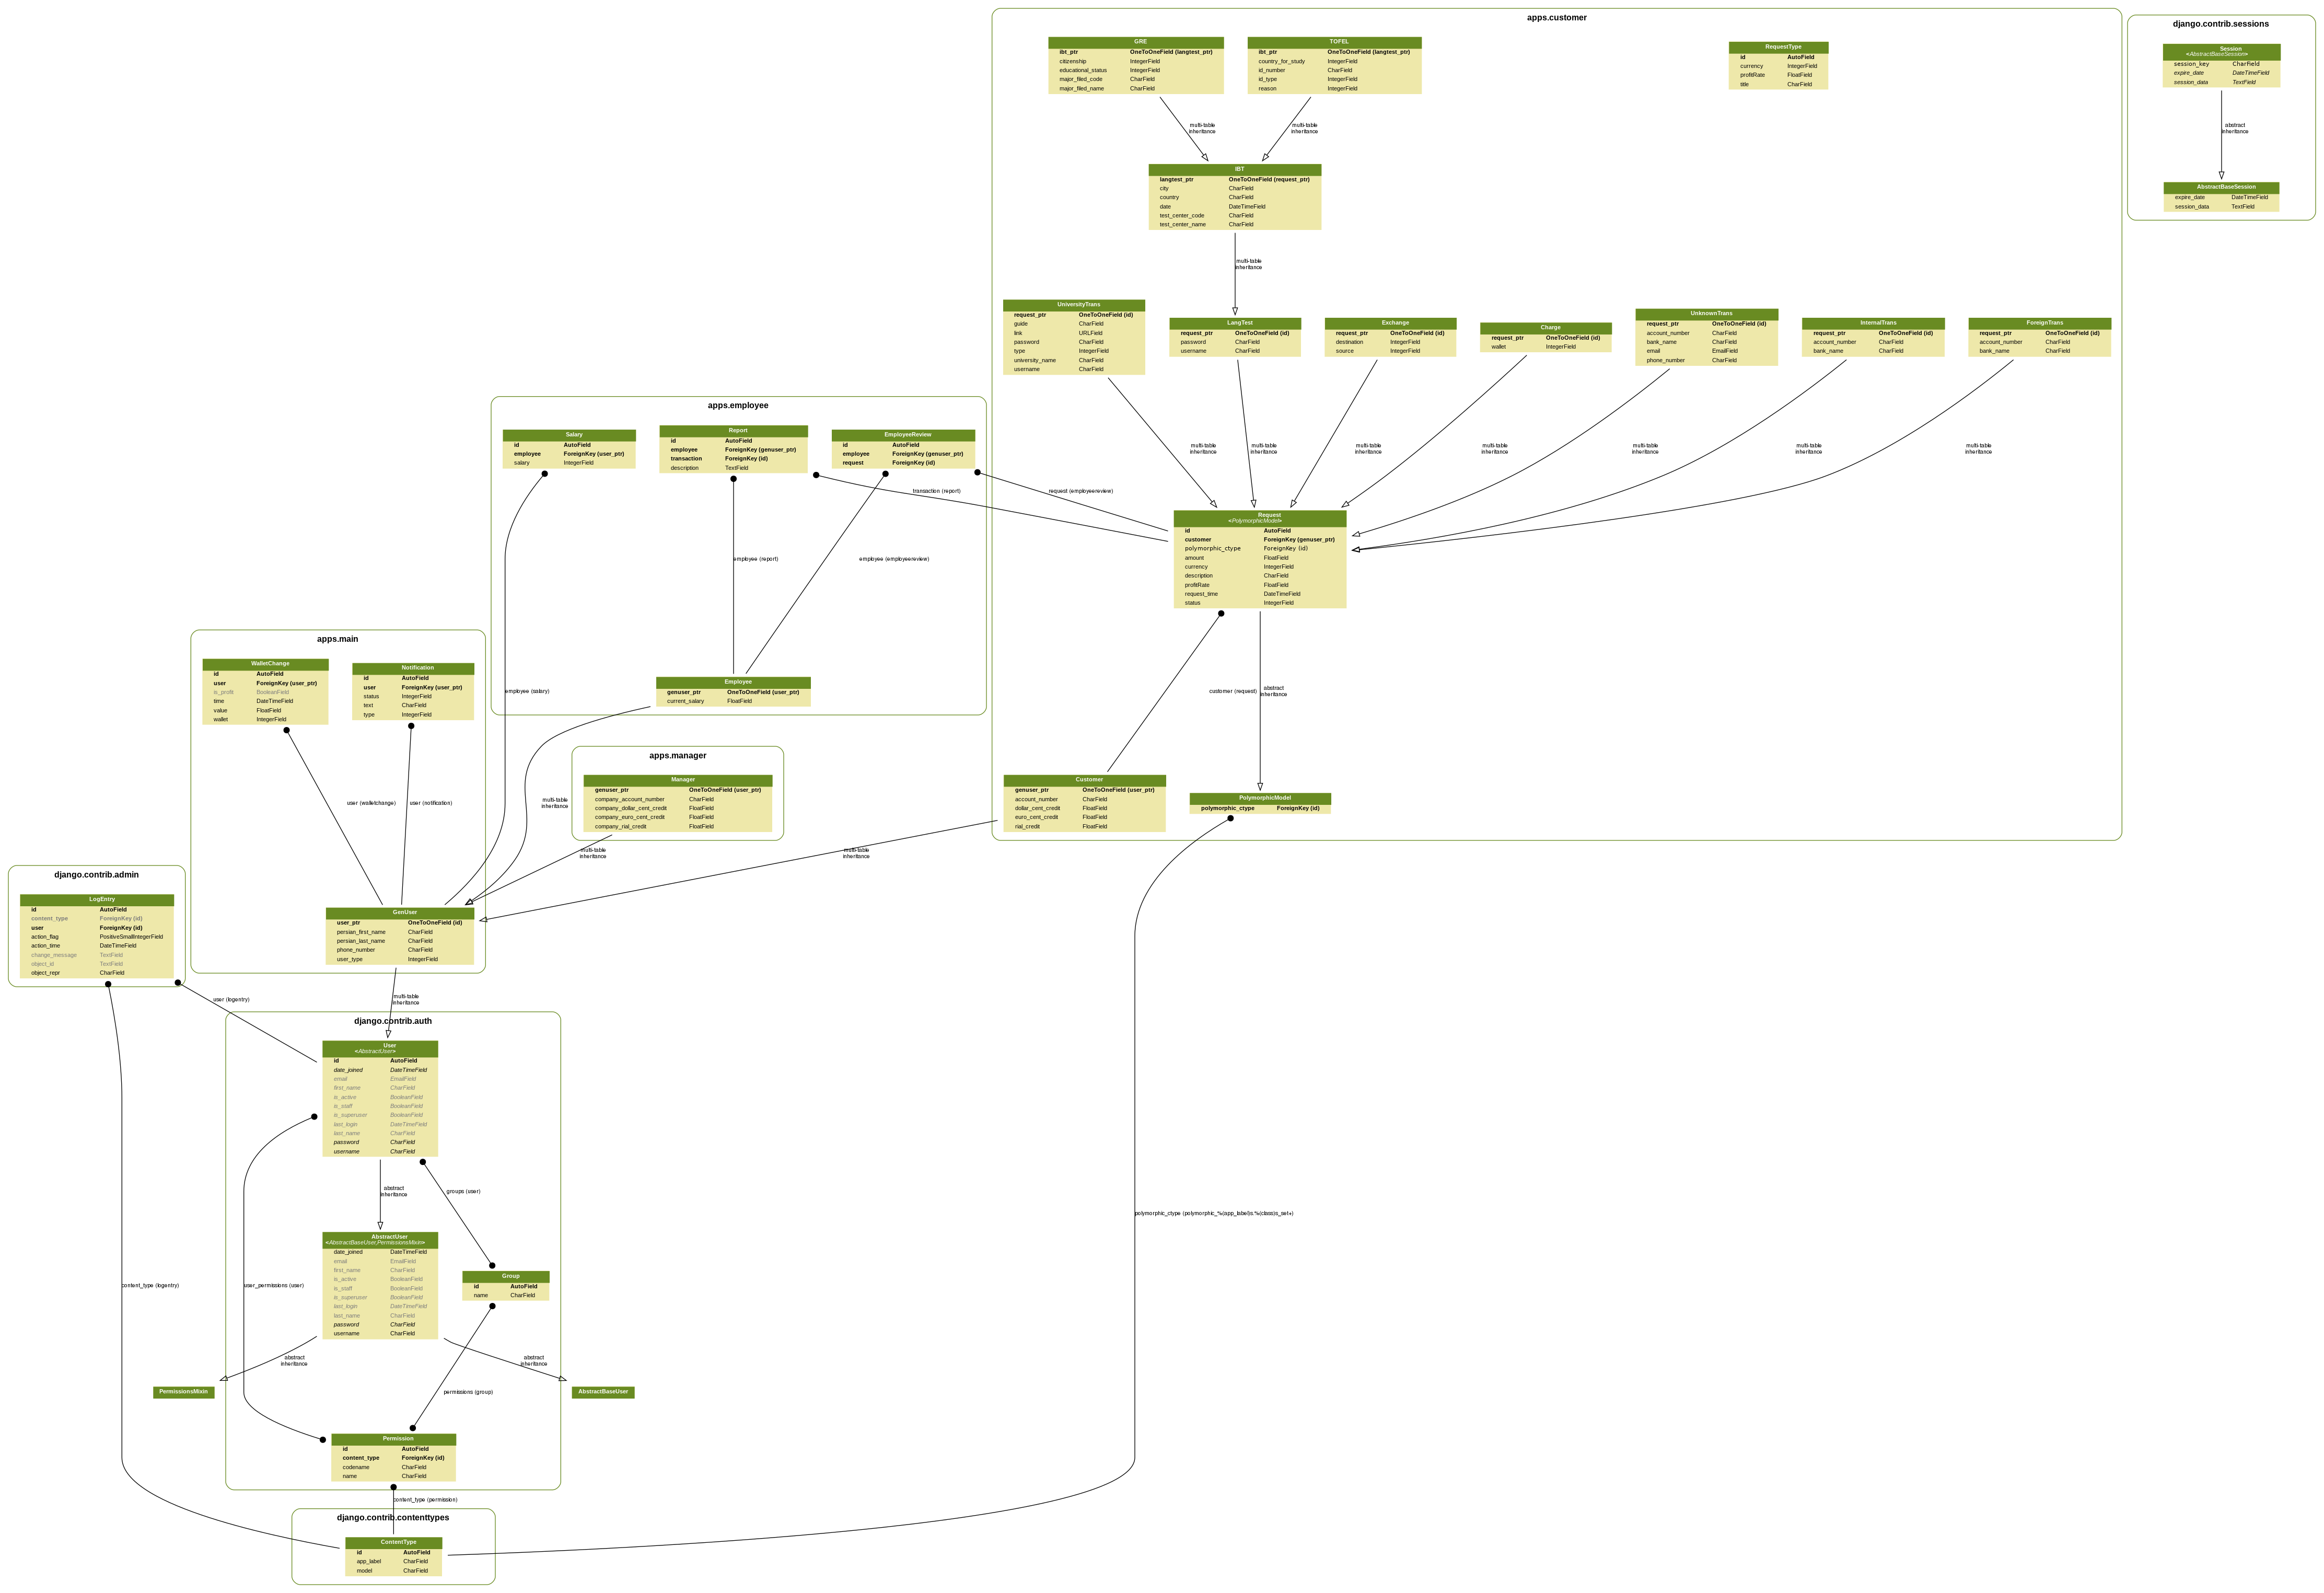 apps.customer
GRE
ibt_ptr OneToOneField (langtest_ptr)
citizenship IntegerField
educational_status IntegerField
major_filed_code CharField
major_filed_name CharField
TOFEL
ibt_ptr OneToOneField (langtest_ptr)
country_for_study IntegerField
id_number CharField
id_type IntegerField
reason IntegerField
RequestType
id AutoField
currency IntegerField
profitRate FloatField
title CharField
multi-table
inheritance
multi-table
inheritance
IBT
langtest_ptr OneToOneField (request_ptr)
city CharField
country CharField
date DateTimeField
test_center_code CharField
test_center_name CharField
multi-table
inheritance
UniversityTrans
request_ptr OneToOneField (id)
guide CharField
link URLField
password CharField
type IntegerField
university_name CharField
username CharField
LangTest
request_ptr OneToOneField (id)
password CharField
username CharField
Exchange
request_ptr OneToOneField (id)
destination IntegerField
source IntegerField
Charge
request_ptr OneToOneField (id)
wallet IntegerField
UnknownTrans
request_ptr OneToOneField (id)
account_number CharField
bank_name CharField
email EmailField
phone_number CharField
InternalTrans
request_ptr OneToOneField (id)
account_number CharField
bank_name CharField
ForeignTrans
request_ptr OneToOneField (id)
account_number CharField
bank_name CharField
multi-table
inheritance
multi-table
inheritance
multi-table
inheritance
multi-table
inheritance
multi-table
inheritance
multi-table
inheritance
multi-table
inheritance
Request
<PolymorphicModel>
id AutoField
customer ForeignKey (genuser_ptr)
polymorphic_ctype ForeignKey (id)
amount FloatField
currency IntegerField
description CharField
profitRate FloatField
request_time DateTimeField
status IntegerField
customer (request)
abstract
inheritance
Customer
genuser_ptr OneToOneField (user_ptr)
account_number CharField
dollar_cent_credit FloatField
euro_cent_credit FloatField
rial_credit FloatField
PolymorphicModel
polymorphic_ctype ForeignKey (id)
django.contrib.sessions
Session
<AbstractBaseSession>
session_key CharField
expire_date DateTimeField
session_data TextField
abstract
inheritance
AbstractBaseSession
expire_date DateTimeField
session_data TextField
apps.employee
Salary
id AutoField
employee ForeignKey (user_ptr)
salary IntegerField
Report
id AutoField
employee ForeignKey (genuser_ptr)
transaction ForeignKey (id)
description TextField
EmployeeReview
id AutoField
employee ForeignKey (genuser_ptr)
request ForeignKey (id)
transaction (report)
request (employeereview)
employee (report)
employee (employeereview)
employee (salary)
Employee
genuser_ptr OneToOneField (user_ptr)
current_salary FloatField
apps.main
WalletChange
id AutoField
user ForeignKey (user_ptr)
is_profit BooleanField
time DateTimeField
value FloatField
wallet IntegerField
Notification
id AutoField
user ForeignKey (user_ptr)
status IntegerField
text CharField
type IntegerField
user (walletchange)
user (notification)
multi-table
inheritance
apps.manager
Manager
genuser_ptr OneToOneField (user_ptr)
company_account_number CharField
company_dollar_cent_credit FloatField
company_euro_cent_credit FloatField
company_rial_credit FloatField
multi-table
inheritance
multi-table
inheritance
GenUser
user_ptr OneToOneField (id)
persian_first_name CharField
persian_last_name CharField
phone_number CharField
user_type IntegerField
django.contrib.admin
LogEntry
id AutoField
content_type ForeignKey (id)
user ForeignKey (id)
action_flag PositiveSmallIntegerField
action_time DateTimeField
change_message TextField
object_id TextField
object_repr CharField
user (logentry)
multi-table
inheritance
django.contrib.auth
User
<AbstractUser>
id AutoField
date_joined DateTimeField
email EmailField
first_name CharField
is_active BooleanField
is_staff BooleanField
is_superuser BooleanField
last_login DateTimeField
last_name CharField
password CharField
username CharField
abstract
inheritance
groups (user)
polymorphic_ctype (polymorphic_%(app_label)s.%(class)s_set+)
AbstractUser
<AbstractBaseUser,PermissionsMixin>
date_joined DateTimeField
email EmailField
first_name CharField
is_active BooleanField
is_staff BooleanField
is_superuser BooleanField
last_login DateTimeField
last_name CharField
password CharField
username CharField
Group
id AutoField
name CharField
content_type (logentry)
user_permissions (user)
abstract
inheritance
abstract
inheritance
PermissionsMixin
permissions (group)
AbstractBaseUser
Permission
id AutoField
content_type ForeignKey (id)
codename CharField
name CharField
content_type (permission)
django.contrib.contenttypes
ContentType
id AutoField
app_label CharField
model CharField